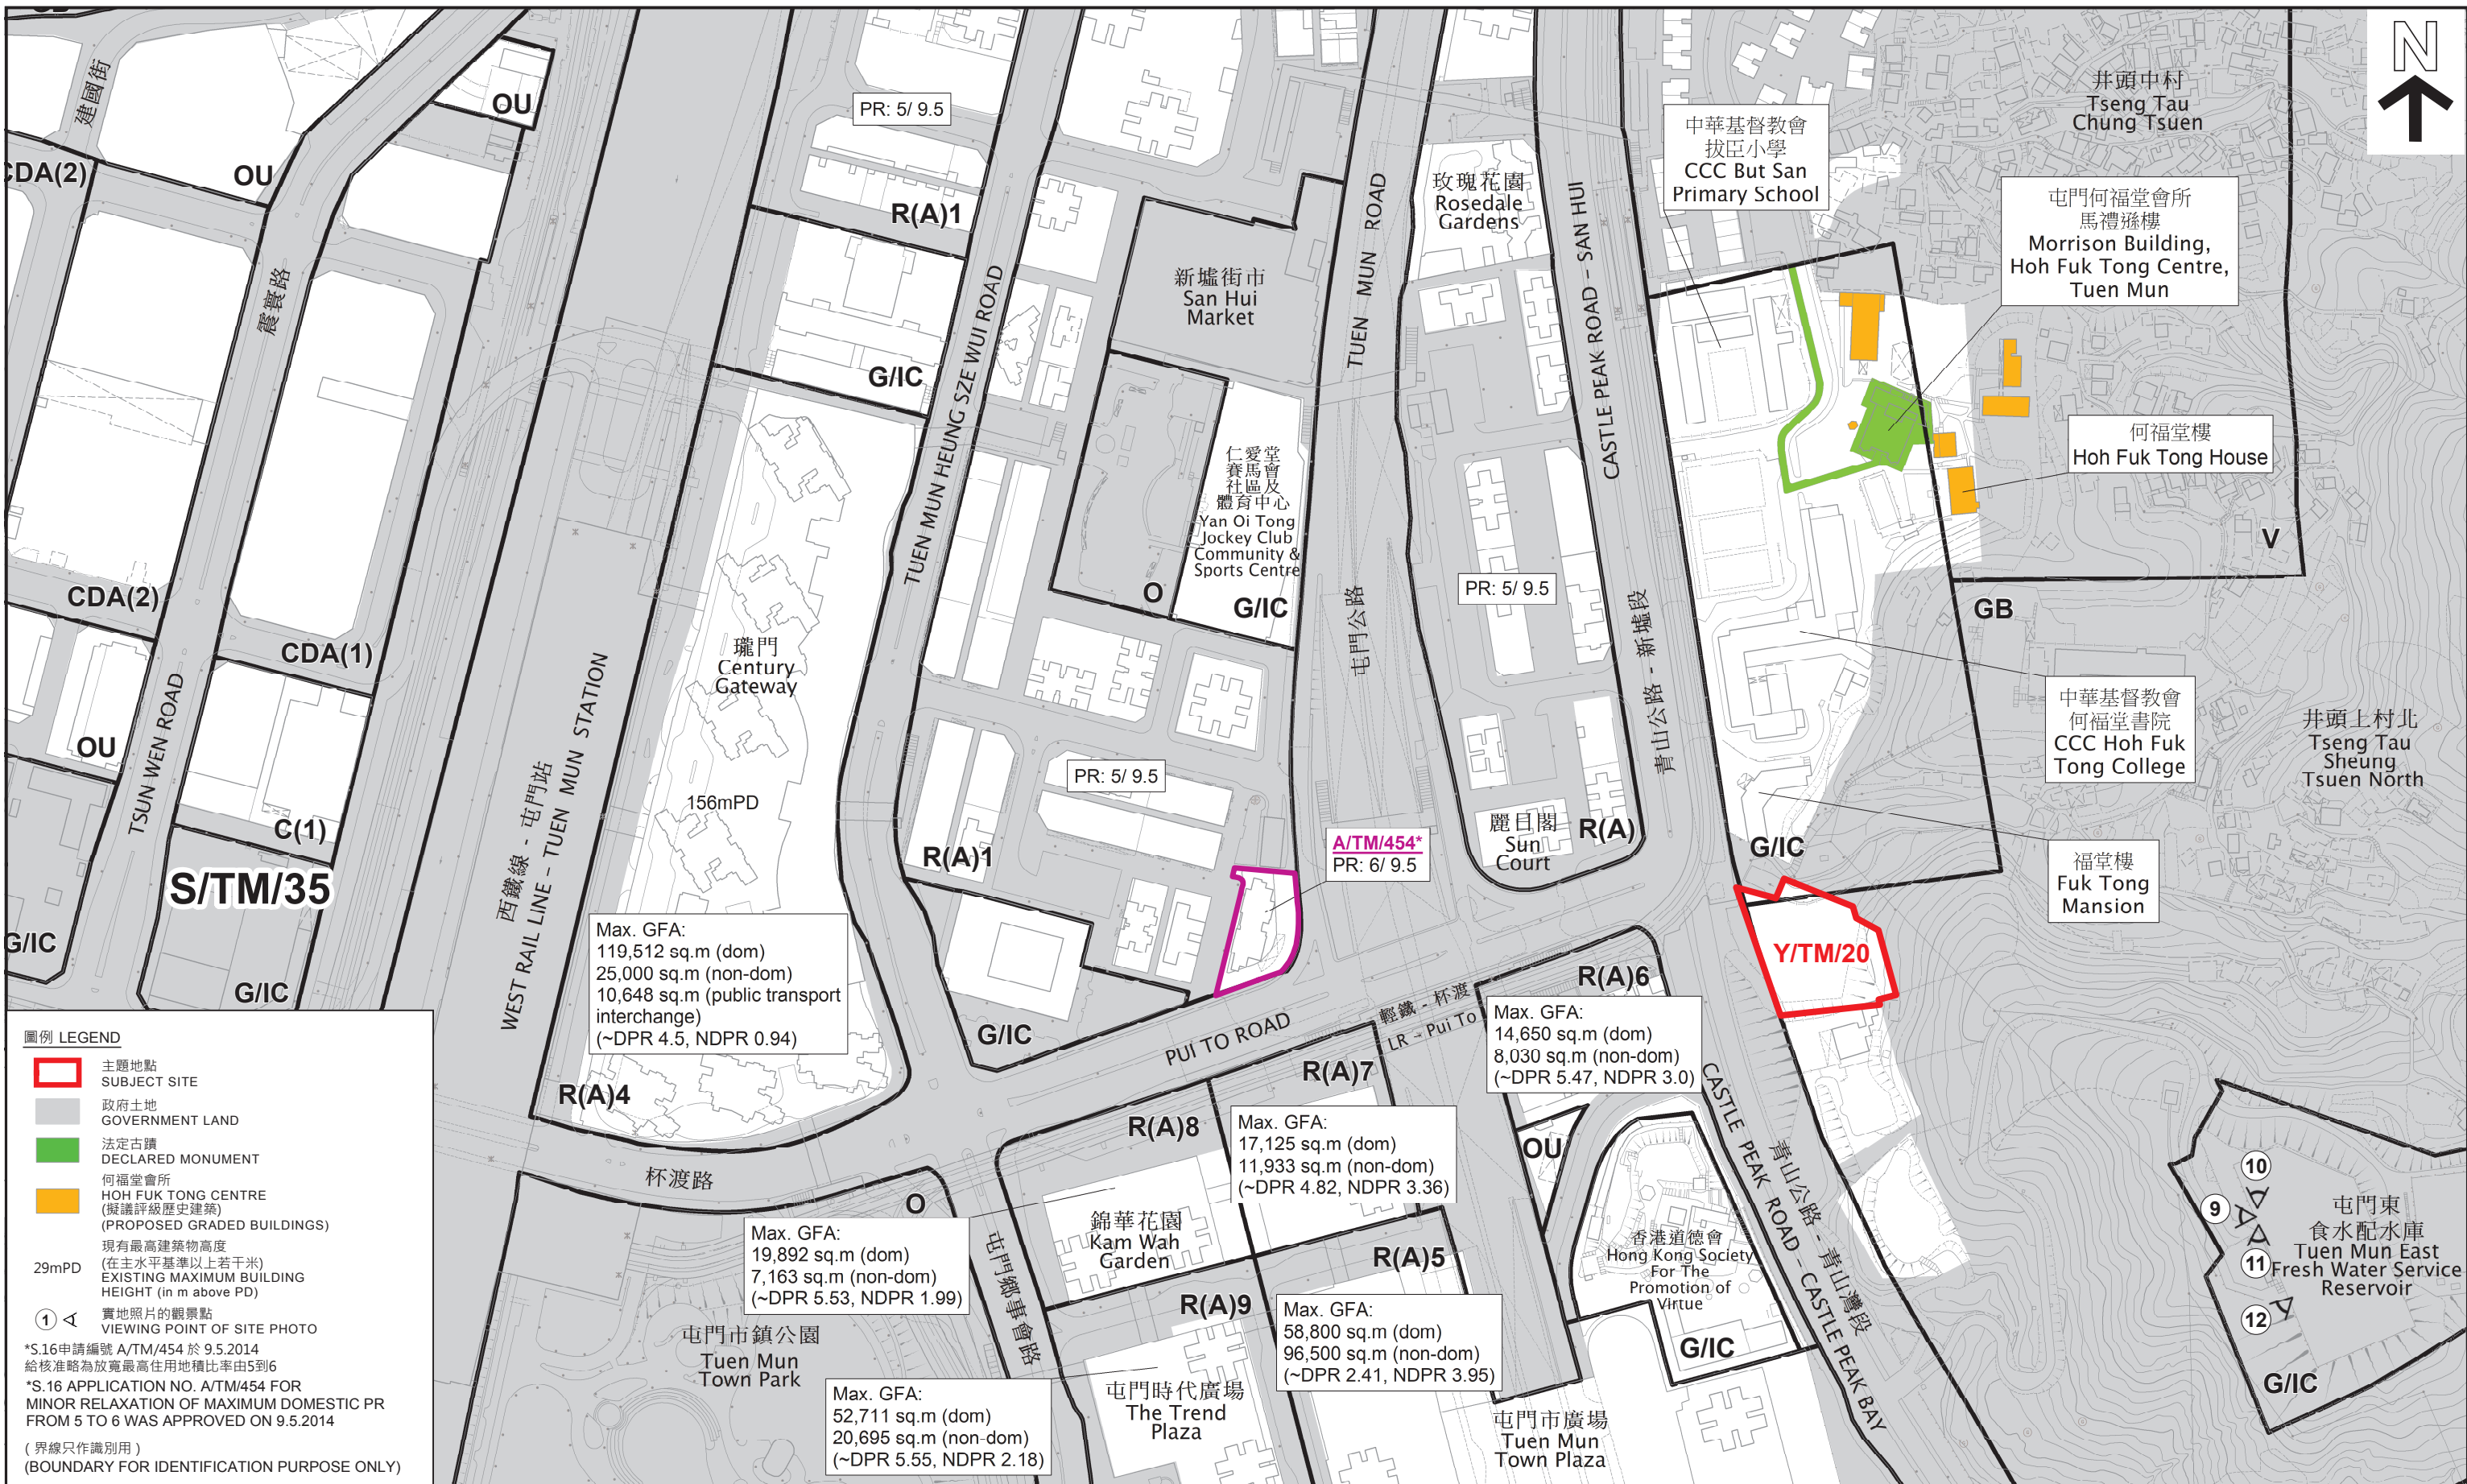 建國街
OU
CDA(2)
OU
震寰路
PR: 5/ 9.5
R(A)1
G/IC
TUEN MUN HEUNG SZE WUI ROAD
新墟街市
San Hui
Market
TUEN MUN ROAD
玫瑰花園
Rosedale
Gardens
CASTLE PEAK ROAD - SAN HUI
中華基督教會
拔臣小學
CCC But San
Primary School
井頭中村
Tseng Tau
Chung Tsuen
N
屯門何福堂會所
馬禮遜樓
Morrison Building,
Hoh Fuk Tong Centre,
Tuen Mun
何福堂樓
Hoh Fuk Tong House
V
GB
仁愛堂
賽馬會
社區及
體育中心
Yan Oi Tong
Jockey Club
Community &
Sports Centre
O
G/IC
屯門公路
PR: 5/ 9.5
青山公路 - 新墟段
CDA(2)
CDA(1)
OU
TSUN WEN ROAD
C(1)
S/TM/35
G/IC
G/IC
西鐵線 - 屯門站
WEST RAIL LINE - TUEN MUN STATION
瓏門
Century
Gateway
156mPD
PR: 5/ 9.5
R(A)1
A/TM/454*
PR: 6/ 9.5
麗日閣
Sun
Court
R(A)
中華基督教會
何福堂書院
CCC Hoh Fuk
Tong College
井頭上村北
Tseng Tau
Sheung
Tsuen North
G/IC
福堂樓
Fuk Tong
Mansion
Y/TM/20
Max. GFA:
119,512 sq.m (dom)
25,000 sq.m (non-dom)
10,648 sq.m (public transport
interchange)
(~DPR 4.5, NDPR 0.94)
R(A)4
G/IC
PUI TO ROAD
輕鐵 - 杯渡
LR - Pui To
R(A)6
Max. GFA:
14,650 sq.m (dom)
8,030 sq.m (non-dom)
(~DPR 5.47, NDPR 3.0)
R(A)7
R(A)8
Max. GFA:
17,125 sq.m (dom)
11,933 sq.m (non-dom)
(~DPR 4.82, NDPR 3.36)
OU
CASTLE PEAK ROAD - CASTLE PEAK BAY
青山公路 - 青山灣段
杯渡路
O
Max. GFA:
19,892 sq.m (dom)
7,163 sq.m (non-dom)
(~DPR 5.53, NDPR 1.99)
屯門鄉事會路
錦華花園
Kam Wah
Garden
R(A)5
R(A)9
Max. GFA:
58,800 sq.m (dom)
96,500 sq.m (non-dom)
(~DPR 2.41, NDPR 3.95)
香港道德會
Hong Kong Society
For The
Promotion of
Virtue
G/IC
屯門市鎮公園
Tuen Mun
Town Park
Max. GFA:
52,711 sq.m (dom)
20,695 sq.m (non-dom)
(~DPR 5.55, NDPR 2.18)
屯門時代廣場
The Trend
Plaza
屯門市廣場
Tuen Mun
Town Plaza
10
9
11
12
屯門東
食水配水庫
Tuen Mun East
Fresh Water Service
Reservoir
G/IC
圖例 LEGEND
主題地點
SUBJECT SITE
政府土地
GOVERNMENT LAND
法定古蹟
DECLARED MONUMENT
何福堂會所
HOH FUK TONG CENTRE
(擬議評級歷史建築)
(PROPOSED GRADED BUILDINGS)
現有最高建築物高度
29mPD (在主水平基準以上若干米)
EXISTING MAXIMUM BUILDING
HEIGHT (in m above PD)
1 實地照片的觀景點
VIEWING POINT OF SITE PHOTO
*S.16申請編號 A/TM/454 於 9.5.2014
給核准略為放寬最高住用地積比率由5到6
*S.16 APPLICATION NO. A/TM/454 FOR
MINOR RELAXATION OF MAXIMUM DOMESTIC PR
FROM 5 TO 6 WAS APPROVED ON 9.5.2014
( 界線只作識別用 )
(BOUNDARY FOR IDENTIFICATION PURPOSE ONLY)